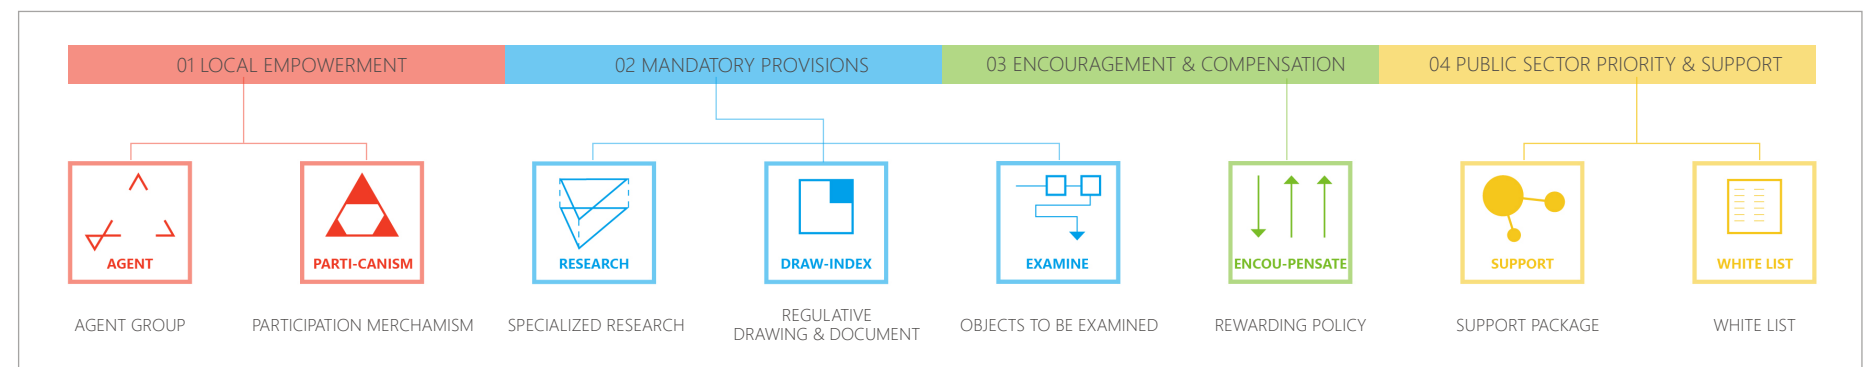 01 LOCAL EMPOWERMENT
02 MANDATORY PROVISIONS
03 ENCOURAGEMENT & COMPENSATION
04 PUBLIC SECTOR PRIORITY & SUPPORT
AGENT
PARTI-CANISM
RESEARCH
DRAW-INDEX
EXAMINE
ENCOU-PENSATE
SUPPORT
WHITE LIST
AGENT GROUP
PARTICIPATION MERCHAMISM
SPECIALIZED RESEARCH
REGULATIVE
DRAWING & DOCUMENT
OBJECTS TO BE EXAMINED
REWARDING POLICY
SUPPORT PACKAGE
WHITE LIST